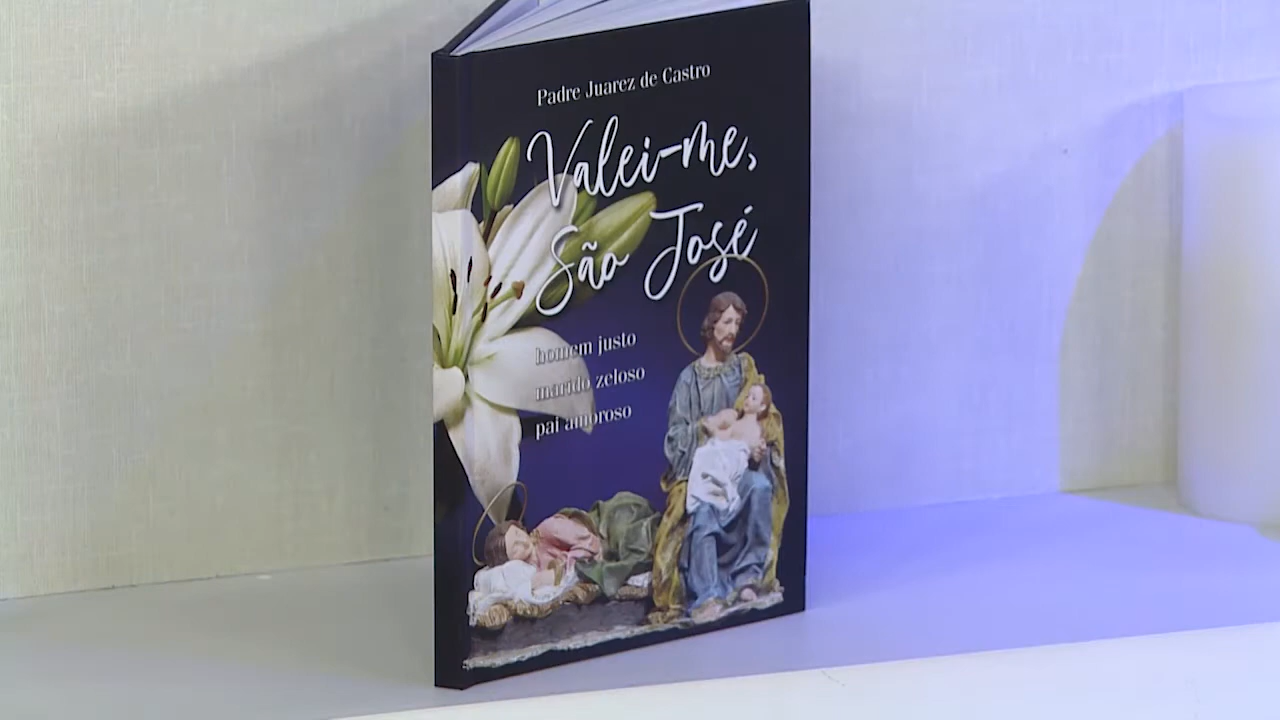 Padre Juarez de Castro
Valei-me,
São José
homem justo
marido zeloso
pai amoroso